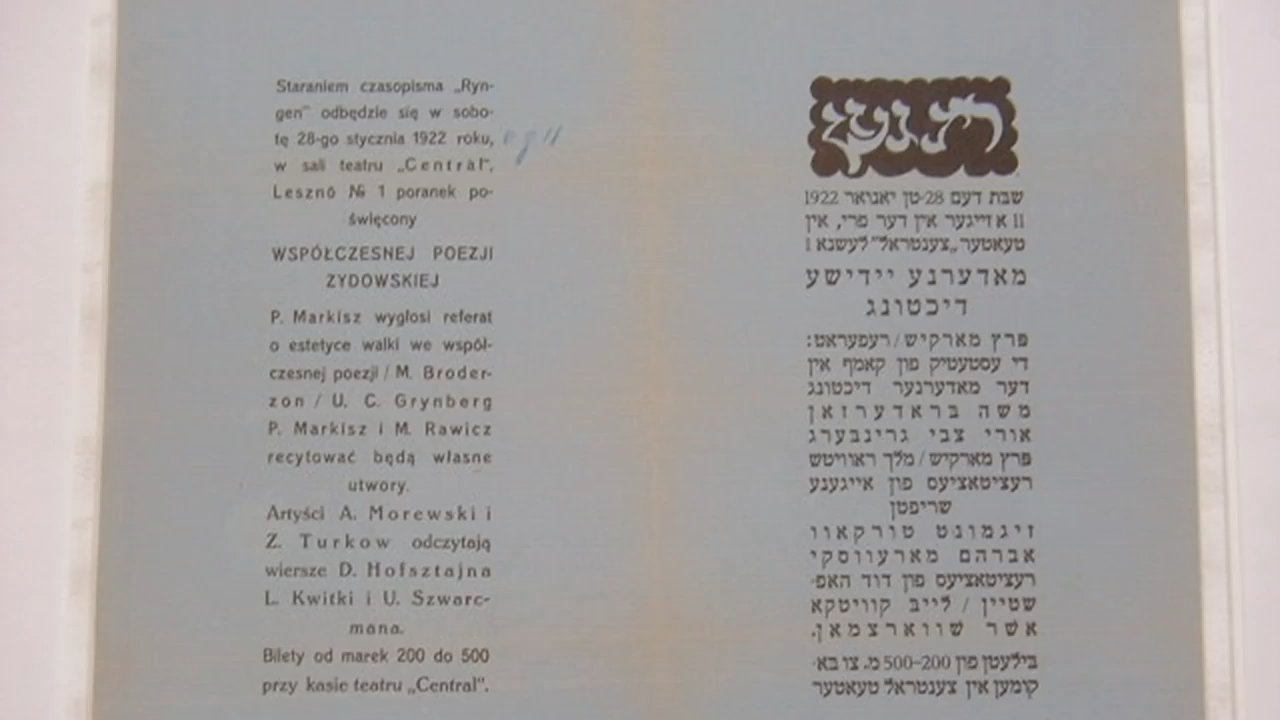 Staraniem czasopisma „Ryn-
gen" odbędzie się w sobo-
tę 28-go stycznia 1922 roku,
w sali teatru „Central",
Leszno № 1 poranek po-
święcony
WSPÓŁCZESNEJ POEZJI
ŻYDOWSKIEJ
P. Markisz wygłosi referat
o estetyce walki we współ-
czesnej poezji / M. Broder-
zon / U. C. Grynberg
P. Markisz i M. Rawicz
recytować będą własne
utwory.
Artyści A. Morewski i
Z. Turkow odczytają
wiersze D. Hofsztajna
L. Kwitki i U. Szwarc-
mana.
Bilety od marek 200 do 500
przy kasie teatru „Central".
רינגען
שבת דעם 28-טן יאנואר 1922
11 אזייגער אין דער פרי, אין
טעאטער „צענטראל" לעשנא 1
מאדערנע יידישע
דיכטונג
פרץ מארקיש / רעפעראט:
די עסטעטיק פון קאמף אין
דער מאדערנער דיכטונג
משה בראדערזאן
אורי צבי גרינבערג
פרץ מארקיש / מלך ראוויטש
רעציטאציעס פון אייגענע
שריפטן
זיגמונט טורקאוו
אברהם מארעווסקי
רעציטאציעס פון דוד האפ-
שטיין / לייב קוויטקא
אשר שווארצמאן.
בילעטן פון 200–500 מ. צו בא-
קומען אין צענטראל טעאטער